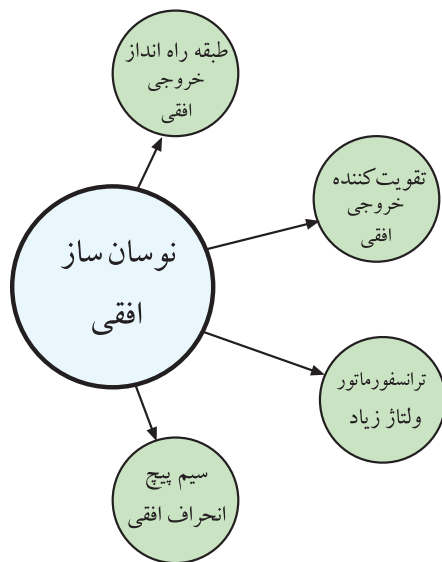 طبقه راه انداز
خروجی
افقی
تقویت‌کننده
خروجی
افقی
نوسان ساز
افقی
ترانسفورماتور
ولتاژ زیاد
سیم پیچ
انحراف افقی